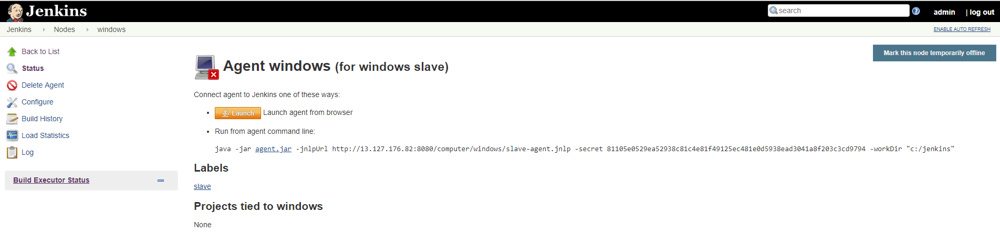 Jenkins
search
admin
| log out
Jenkins
Nodes
windows
ENABLE AUTO REFRESH
Back to List
Status
Delete Agent
Configure
Build History
Load Statistics
Log
Build Executor Status
Mark this node temporarily offline
Agent windows (for windows slave)
Connect agent to Jenkins one of these ways:
Launch Launch agent from browser
Run from agent command line:
java -jar agent.jar -jnlpUrl http://13.127.176.82:8080/computer/windows/slave-agent.jnlp -secret 81105e0529ea52938c81c4e81f49125ec481e0d5938ead3041a8f203c3cd9794 -workDir "c:/jenkins"
Labels
slave
Projects tied to windows
None